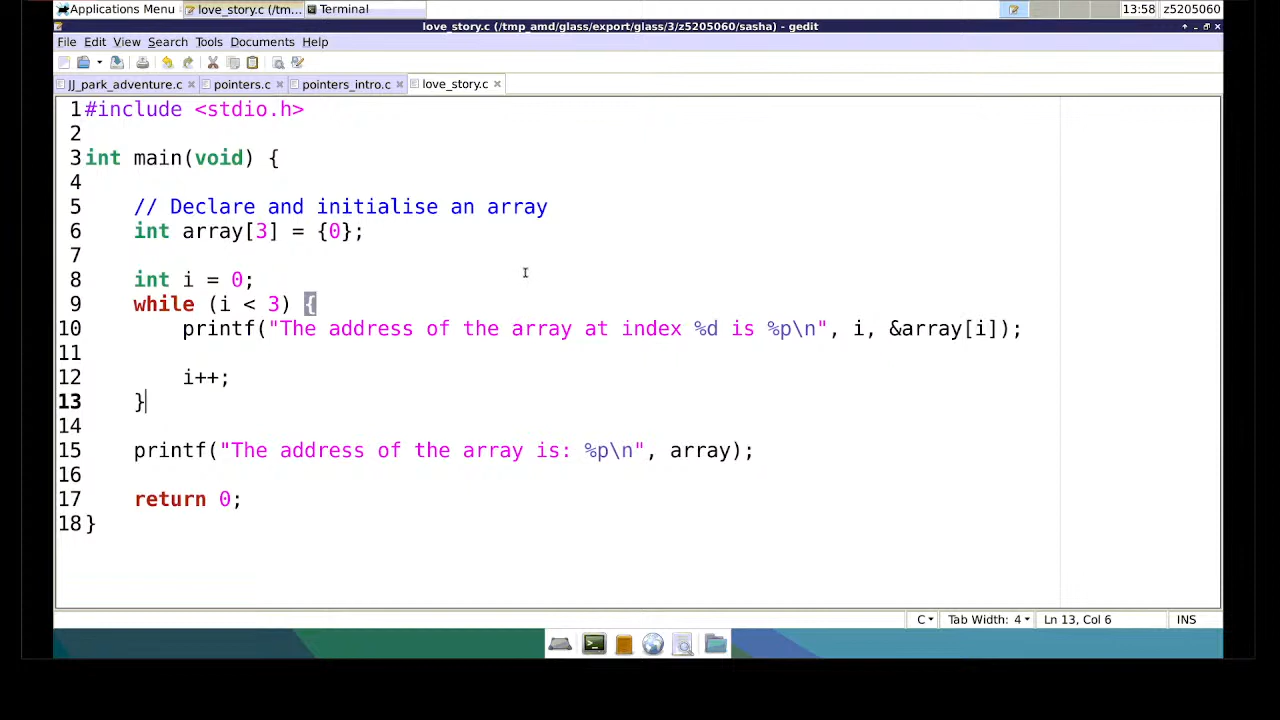 Applications Menu love_story.c (/tm... Terminal 13:58 z5205060
love_story.c (/tmp_amd/glass/export/glass/3/z5205060/sasha) - gedit
File Edit View Search Tools Documents Help
JJ_park_adventure.c pointers.c pointers_intro.c love_story.c
1 #include <stdio.h>
2
3 int main(void) {
4
5 // Declare and initialise an array
6 int array[3] = {0};
7
8 int i = 0;
9 while (i < 3) {
10 printf("The address of the array at index %d is %p\n", i, &array[i]);
11
12 i++;
13 }
14
15 printf("The address of the array is: %p\n", array);
16
17 return 0;
18 }
C Tab Width: 4 Ln 13, Col 6 INS